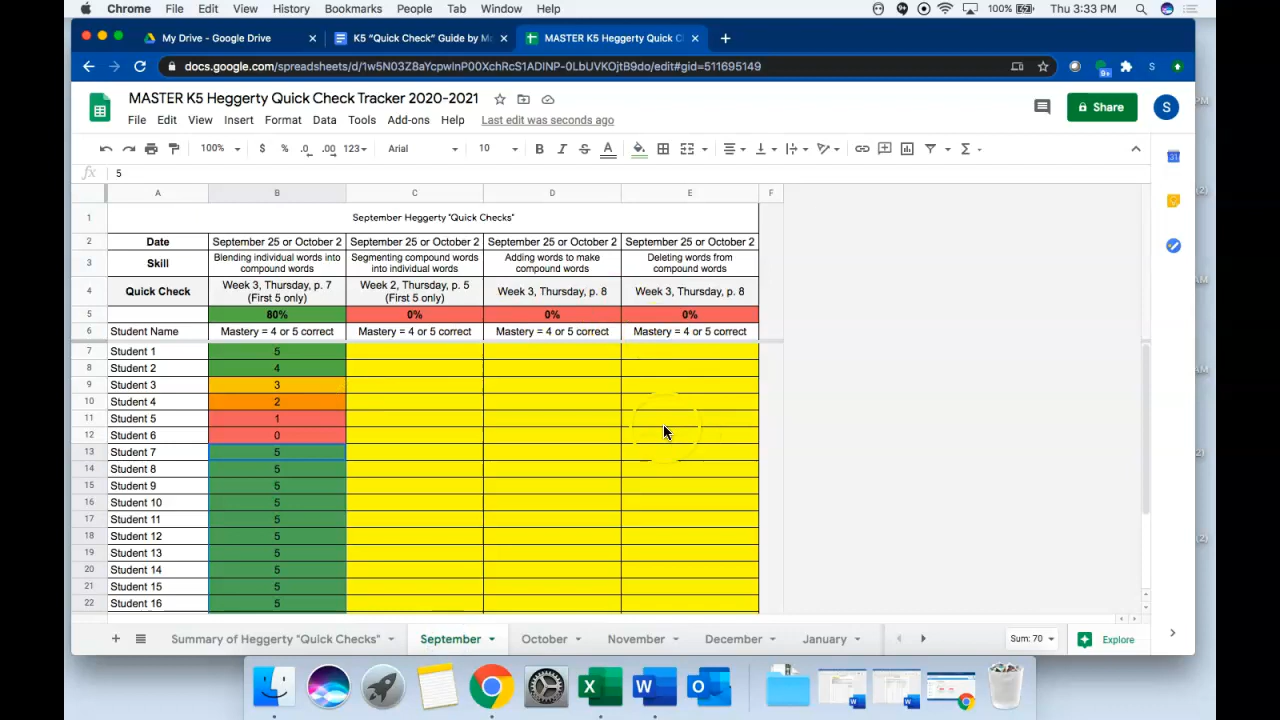 Chrome File Edit View History Bookmarks People Tab Window Help 100% Thu 3:33 PM
My Drive - Google Drive K5 “Quick Check” Guide by M MASTER K5 Heggerty Quick C
docs.google.com/spreadsheets/d/1w5N03Z8aYcpwInP00XchRcS1ADINP-0LbUVKOjtB9do/edit#gid=511695149 9+ S
MASTER K5 Heggerty Quick Check Tracker 2020-2021 Share S
File Edit View Insert Format Data Tools Add-ons Help Last edit was seconds ago
100% $ % .0 .00 123 Arial 10 B I S A
fx 5
A B C D E F
1 September Heggerty "Quick Checks"
2 Date September 25 or October 2 September 25 or October 2 September 25 or October 2 September 25 or October 2
3 Skill Blending individual words into compound words Segmenting compound words into individual words Adding words to make compound words Deleting words from compound words
4 Quick Check Week 3, Thursday, p. 7 (First 5 only) Week 2, Thursday, p. 5 (First 5 only) Week 3, Thursday, p. 8 Week 3, Thursday, p. 8
5 80% 0% 0% 0%
6 Student Name Mastery = 4 or 5 correct Mastery = 4 or 5 correct Mastery = 4 or 5 correct Mastery = 4 or 5 correct
7 Student 1 5
8 Student 2 4
9 Student 3 3
10 Student 4 2
11 Student 5 1
12 Student 6 0
13 Student 7 5
14 Student 8 5
15 Student 9 5
16 Student 10 5
17 Student 11 5
18 Student 12 5
19 Student 13 5
20 Student 14 5
21 Student 15 5
22 Student 16 5
Summary of Heggerty "Quick Checks" September October November December January Sum: 70 Explore